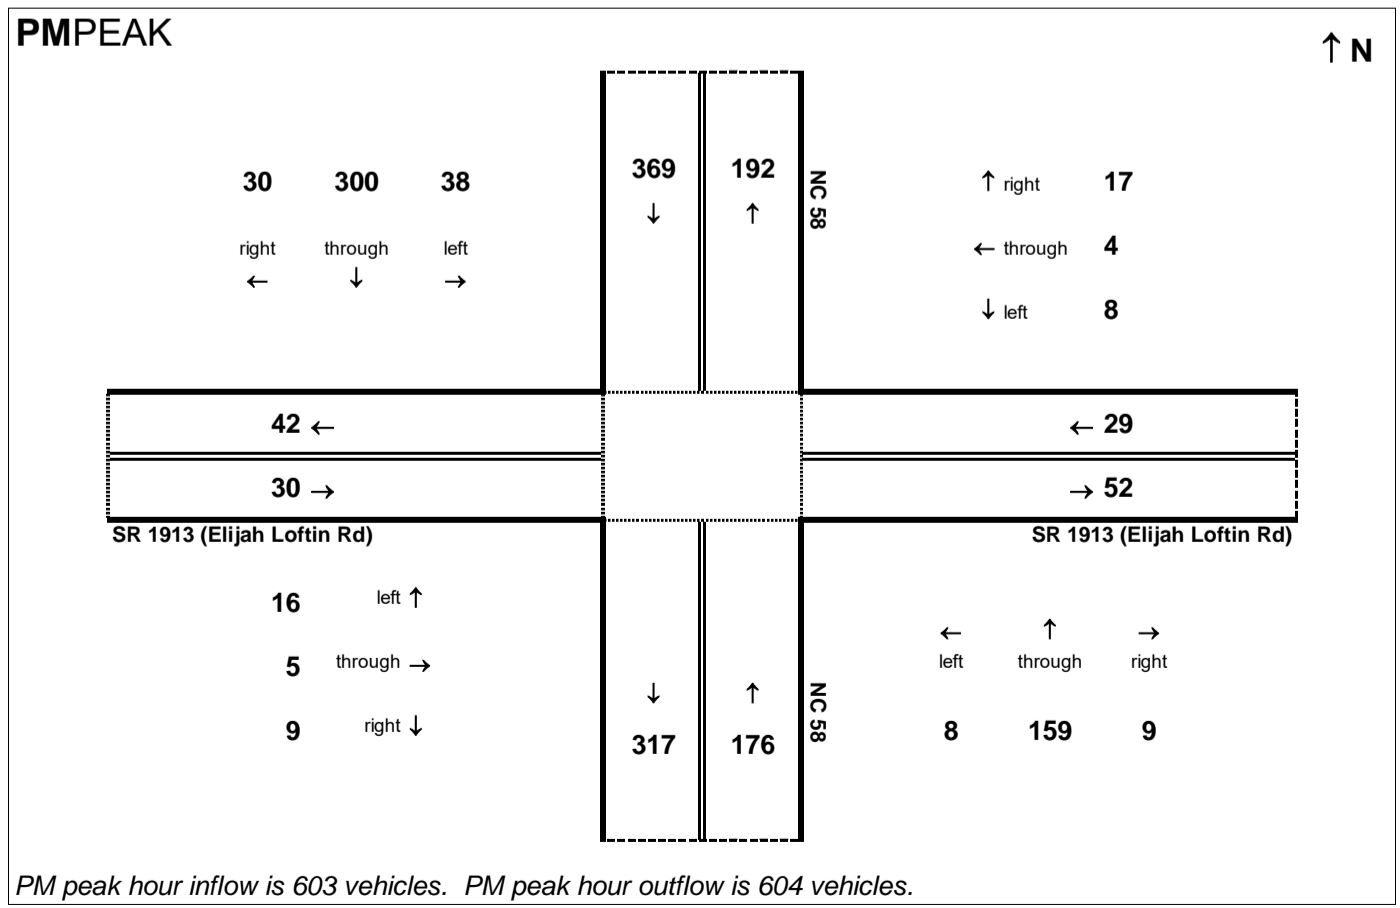 PMPEAK
↑ N
30 300 38
right through left
← ↓ →
369 192
↓ ↑
NC 58
↑ right 17
← through 4
↓ left 8
42 ←
30 →
← 29
→ 52
SR 1913 (Elijah Loftin Rd)
SR 1913 (Elijah Loftin Rd)
16 left ↑
5 through →
9 right ↓
↓ ↑
317 176
NC 58
← ↑ →
left through right
8 159 9
PM peak hour inflow is 603 vehicles. PM peak hour outflow is 604 vehicles.